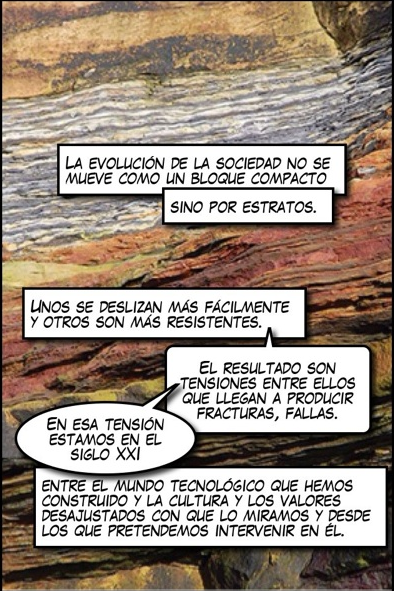 LA EVOLUCIÓN DE LA SOCIEDAD NO SE
MUEVE COMO UN BLOQUE COMPACTO
SINO POR ESTRATOS.
UNOS SE DESLIZAN MÁS FÁCILMENTE
Y OTROS SON MÁS RESISTENTES.
EL RESULTADO SON
TENSIONES ENTRE ELLOS
QUE LLEGAN A PRODUCIR
FRACTURAS, FALLAS.
EN ESA TENSIÓN
ESTAMOS EN EL
SIGLO XXI
ENTRE EL MUNDO TECNOLÓGICO QUE HEMOS
CONSTRUIDO Y LA CULTURA Y LOS VALORES
DESAJUSTADOS CON QUE LO MIRAMOS Y DESDE
LOS QUE PRETENDEMOS INTERVENIR EN ÉL.